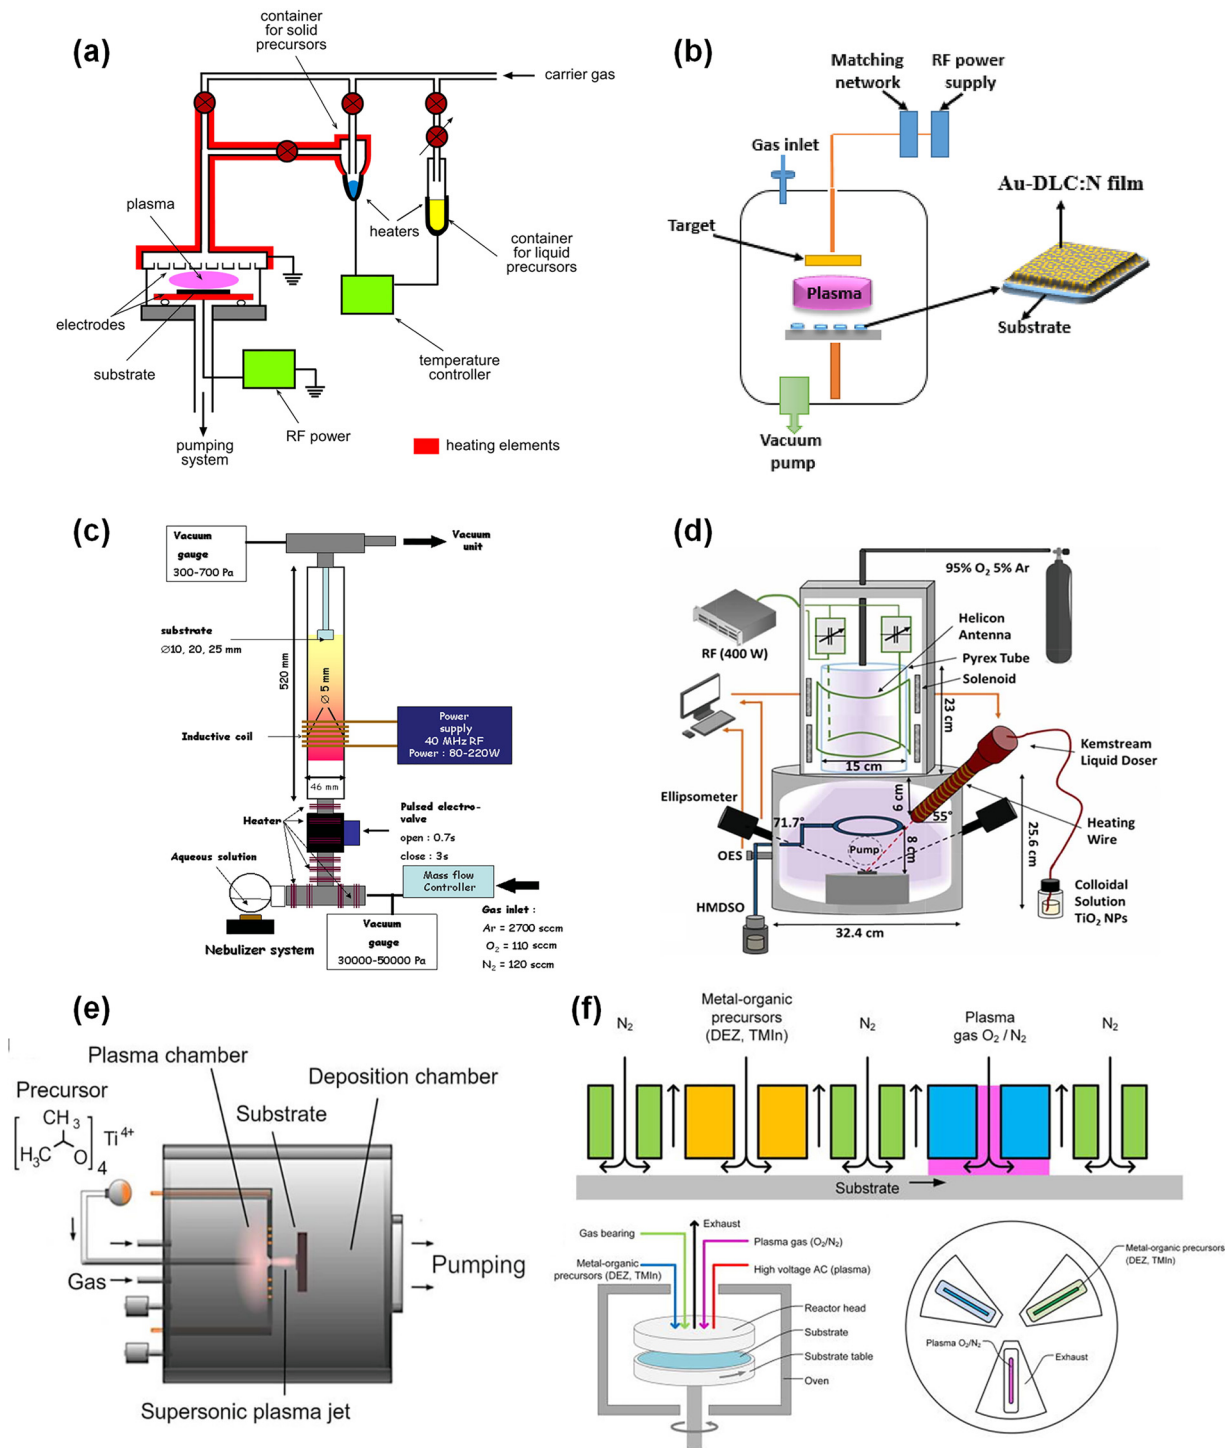 (a)
container
for solid
precursors
carrier gas
plasma
heaters
container
for liquid
precursors
electrodes
substrate
temperature
controller
RF power
pumping
system
heating elements
(b)
Matching
network
RF power
supply
Gas inlet
Au-DLC:N film
Target
Plasma
Substrate
Vacuum
pump
(c)
Vacuum
gauge
300-700 Pa
Vacuum
unit
substrate
Ø10, 20, 25 mm
520 mm
Ø 5 mm
Inductive coil
Power
supply
40 MHz RF
Power : 80-220W
46 mm
Heater
Pulsed electro-
valve
open : 0.7s
close : 3s
Aqueous solution
Mass flow
Controller
Nebulizer system
Vacuum
gauge
30000-50000 Pa
Gas inlet :
Ar = 2700 sccm
O2 = 110 sccm
N2 = 120 sccm
(d)
95% O2 5% Ar
RF (400 W)
Helicon
Antenna
Pyrex Tube
Solenoid
23 cm
15 cm
Kemstream
Liquid Doser
Ellipsometer
71.7°
6 cm
55°
Heating
Wire
OES
Pump
8 cm
25.6 cm
HMDSO
Colloidal
Solution
TiO2 NPs
32.4 cm
(e)
Plasma chamber
Precursor
Deposition chamber
Substrate
[CH3 H3C O]4 Ti4+
Gas
Pumping
Supersonic plasma jet
(f)
N2
Metal-organic
precursors
(DEZ, TMIn)
N2
Plasma
gas O2 / N2
N2
Substrate
Gas bearing
Exhaust
Plasma gas (O2/N2)
Metal-organic
precursors (DEZ, TMIn)
High voltage AC (plasma)
Reactor head
Substrate
Substrate table
Oven
Metal-organic precursors
(DEZ, TMIn)
Plasma O2/N2
Exhaust